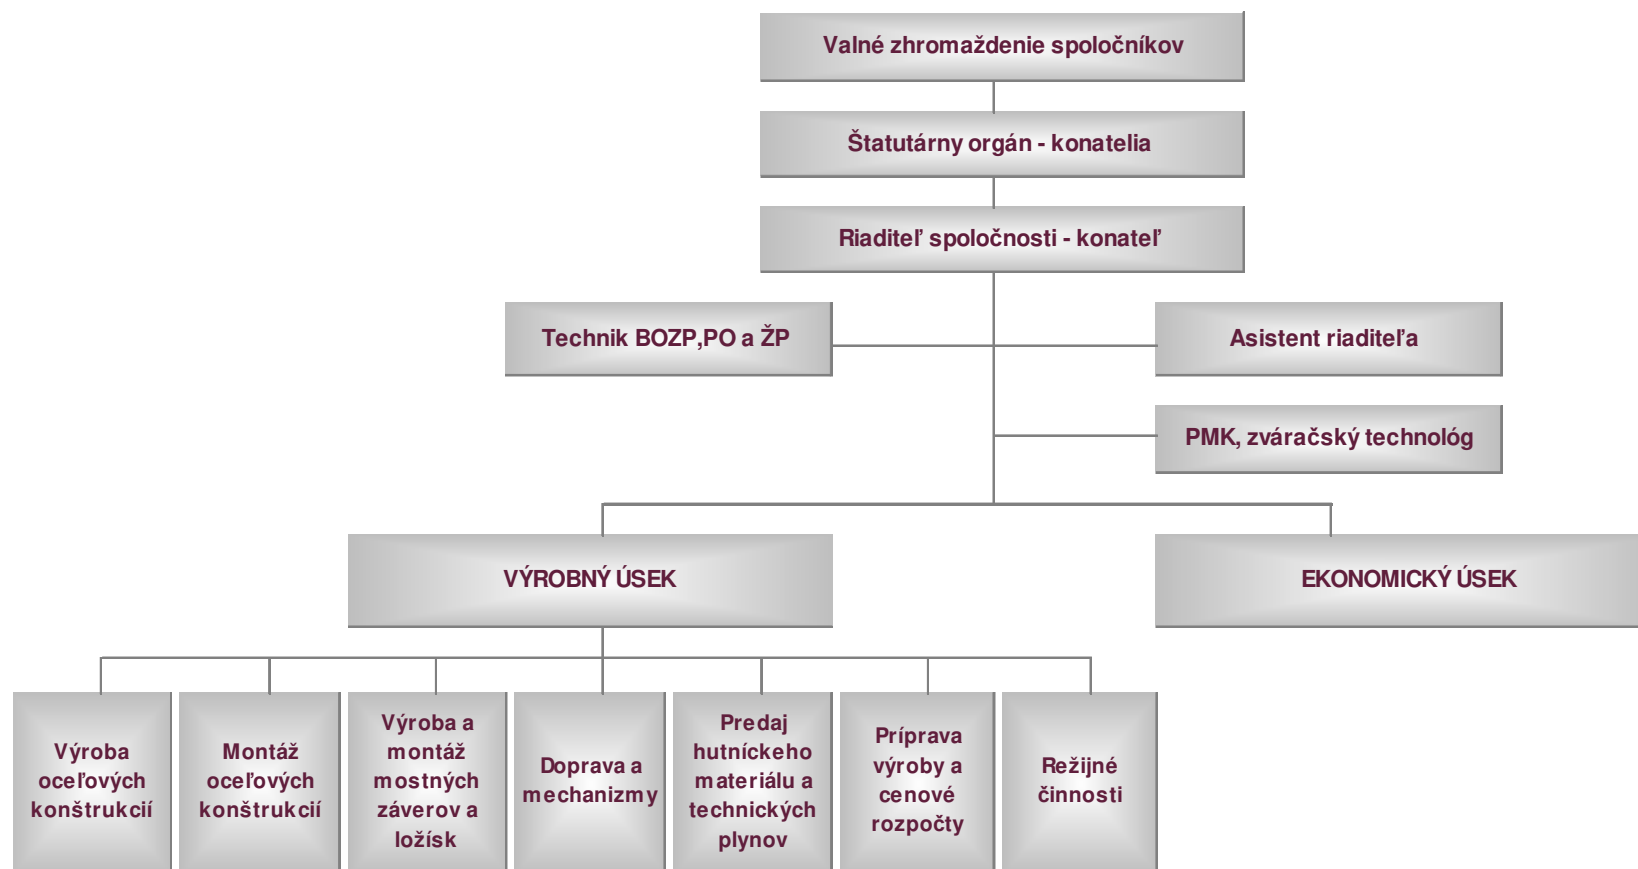 Valné zhromaždenie spoločníkov
Štatutárny orgán - konatelia
Riaditeľ spoločnosti - konateľ
Technik BOZP,PO a ŽP
Asistent riaditeľa
PMK, zváračský technológ
VÝROBNÝ ÚSEK
EKONOMICKÝ ÚSEK
Výroba
oceľových
konštrukcií
Montáž
oceľových
konštrukcií
Výroba a
montáž
mostných
záverov a
ložísk
Doprava a
mechanizmy
Predaj
hutníckeho
materiálu a
technických
plynov
Príprava
výroby a
cenové
rozpočty
Režijné
činnosti